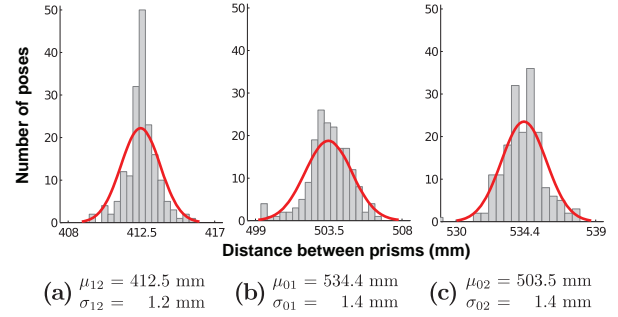 Number of poses
50
40
30
20
10
0
408 412.5 417
50
40
30
20
10
0
499 503.5 508
50
40
30
20
10
0
530 534.4 539
Distance between prisms (mm)
(a) μ12 = 412.5 mm
σ12 = 1.2 mm
(b) μ01 = 534.4 mm
σ01 = 1.4 mm
(c) μ02 = 503.5 mm
σ02 = 1.4 mm